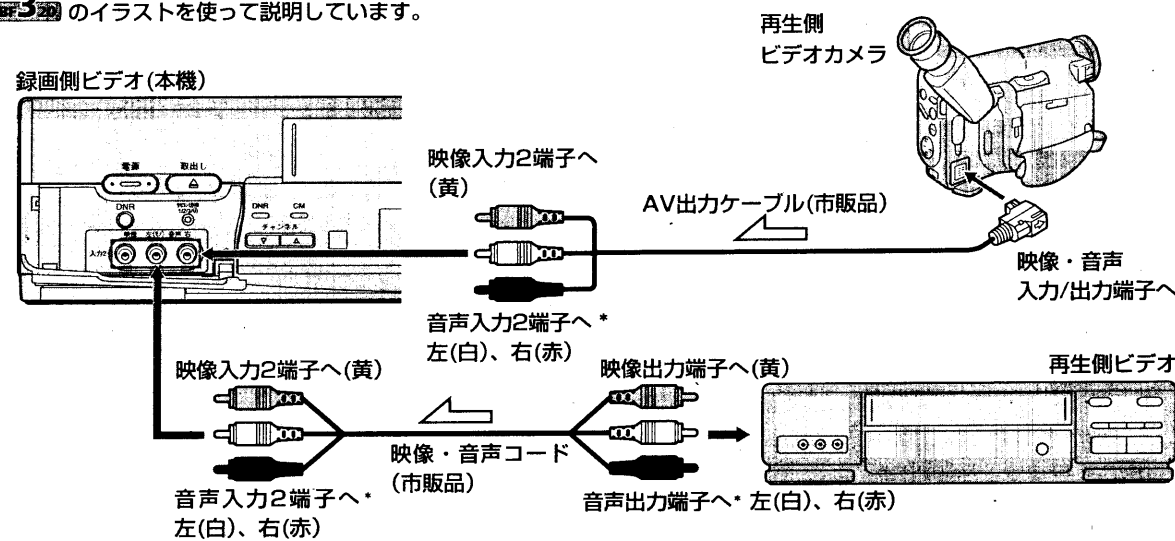 のイラストを使って説明しています。
再生側
ビデオカメラ
録画側ビデオ(本機)
電源
取出し
DNR
DNR
CM
チャンネル
入力2
映像 左(モノ) 音声 右
映像入力2端子へ
(黄)
AV出力ケーブル(市販品)
映像・音声
入力/出力端子へ
音声入力2端子へ *
左(白)、右(赤)
映像入力2端子へ(黄)
映像出力端子へ(黄)
再生側ビデオ
映像・音声コード
(市販品)
音声入力2端子へ*
左(白)、右(赤)
音声出力端子へ* 左(白)、右(赤)